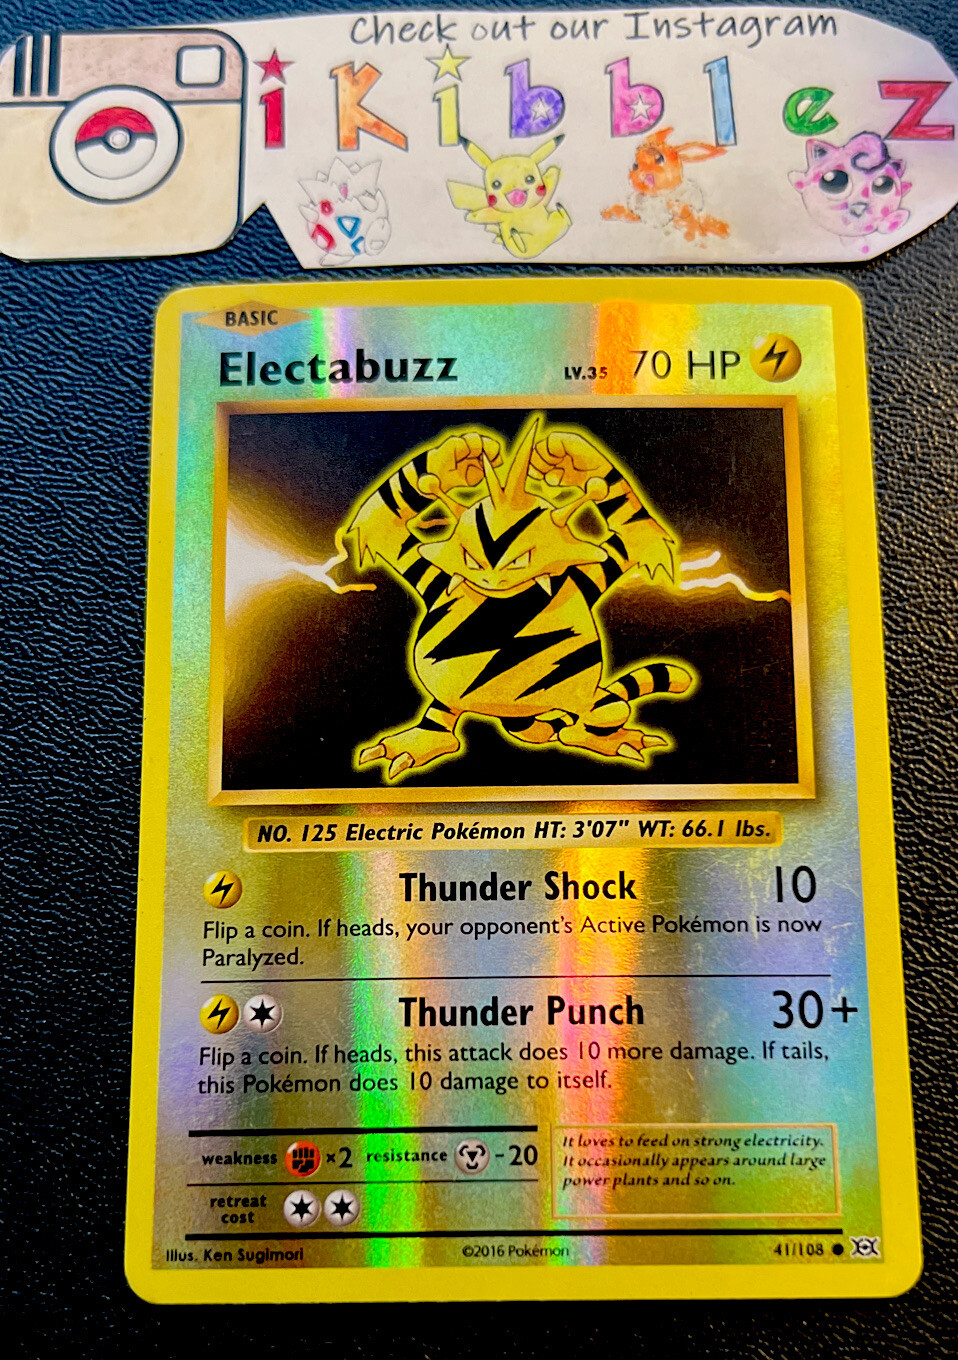 Check out our Instagram
iKibblez
BASIC
Electabuzz LV.35 70 HP
NO. 125 Electric Pokémon HT: 3'07" WT: 66.1 lbs.
Thunder Shock 10
Flip a coin. If heads, your opponent's Active Pokémon is now
Paralyzed.
Thunder Punch 30+
Flip a coin. If heads, this attack does 10 more damage. If tails,
this Pokémon does 10 damage to itself.
weakness ×2 resistance -20
retreat
cost
It loves to feed on strong electricity.
It occasionally appears around large
power plants and so on.
Illus. Ken Sugimori ©2016 Pokémon 41/108